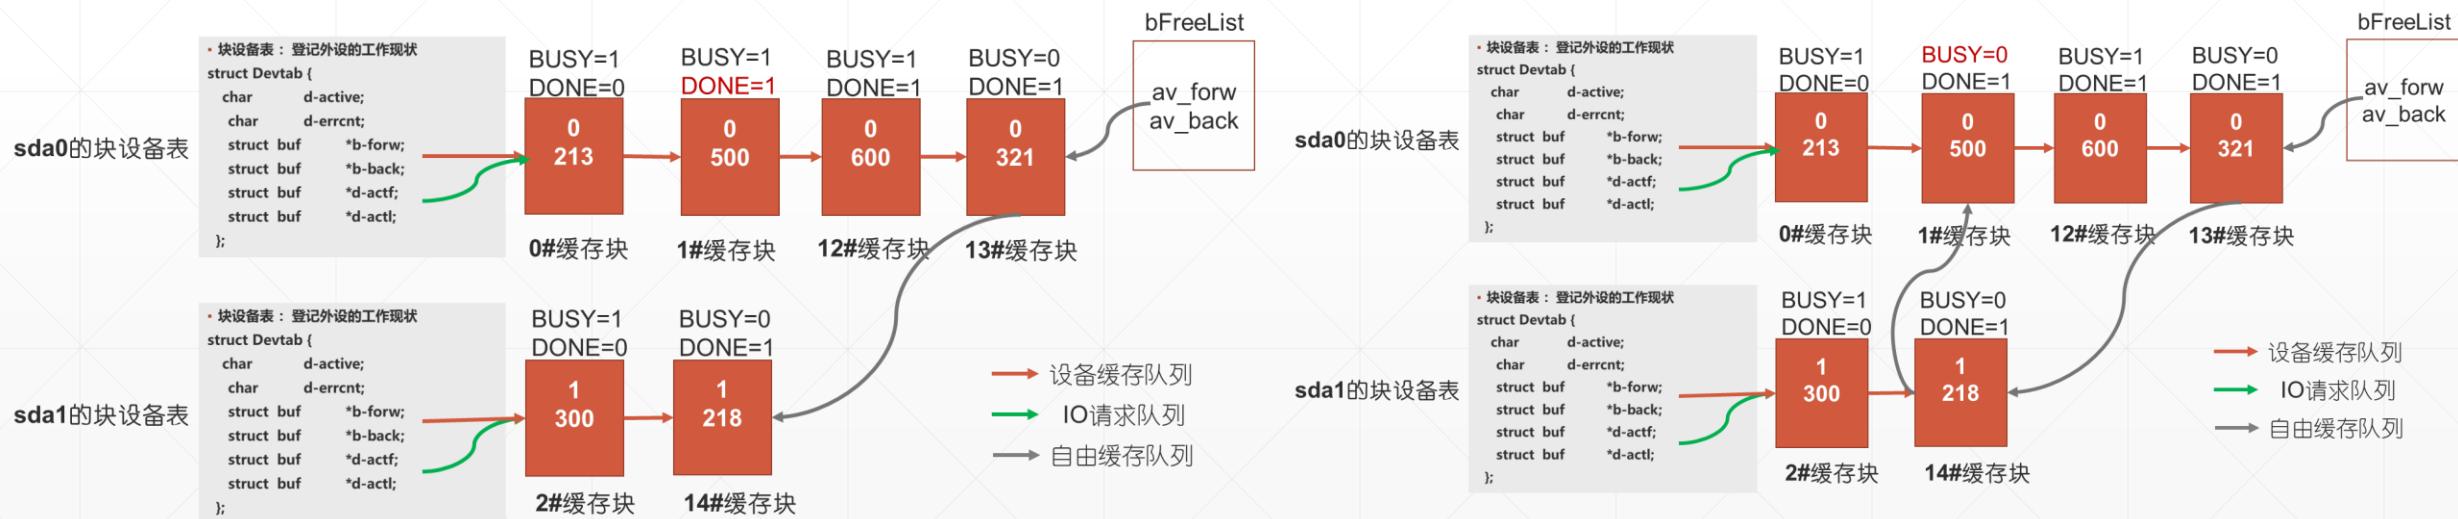 bFreeList
av_forw
av_back
▪ 块设备表 ：登记外设的工作现状
struct Devtab {
char d-active;
char d-errcnt;
struct buf *b-forw;
struct buf *b-back;
struct buf *d-actf;
struct buf *d-actl;
};
sda0的块设备表
BUSY=1
DONE=0
0
213
0#缓存块
BUSY=1
DONE=1
0
500
1#缓存块
BUSY=1
DONE=1
0
600
12#缓存块
BUSY=0
DONE=1
0
321
13#缓存块
▪ 块设备表 ：登记外设的工作现状
struct Devtab {
char d-active;
char d-errcnt;
struct buf *b-forw;
struct buf *b-back;
struct buf *d-actf;
struct buf *d-actl;
};
sda1的块设备表
BUSY=1
DONE=0
1
300
2#缓存块
BUSY=0
DONE=1
1
218
14#缓存块
设备缓存队列
IO请求队列
自由缓存队列
bFreeList
av_forw
av_back
▪ 块设备表 ：登记外设的工作现状
struct Devtab {
char d-active;
char d-errcnt;
struct buf *b-forw;
struct buf *b-back;
struct buf *d-actf;
struct buf *d-actl;
};
sda0的块设备表
BUSY=1
DONE=0
0
213
0#缓存块
BUSY=0
DONE=1
0
500
1#缓存块
BUSY=1
DONE=1
0
600
12#缓存块
BUSY=0
DONE=1
0
321
13#缓存块
▪ 块设备表 ：登记外设的工作现状
struct Devtab {
char d-active;
char d-errcnt;
struct buf *b-forw;
struct buf *b-back;
struct buf *d-actf;
struct buf *d-actl;
};
sda1的块设备表
BUSY=1
DONE=0
1
300
2#缓存块
BUSY=0
DONE=1
1
218
14#缓存块
设备缓存队列
IO请求队列
自由缓存队列